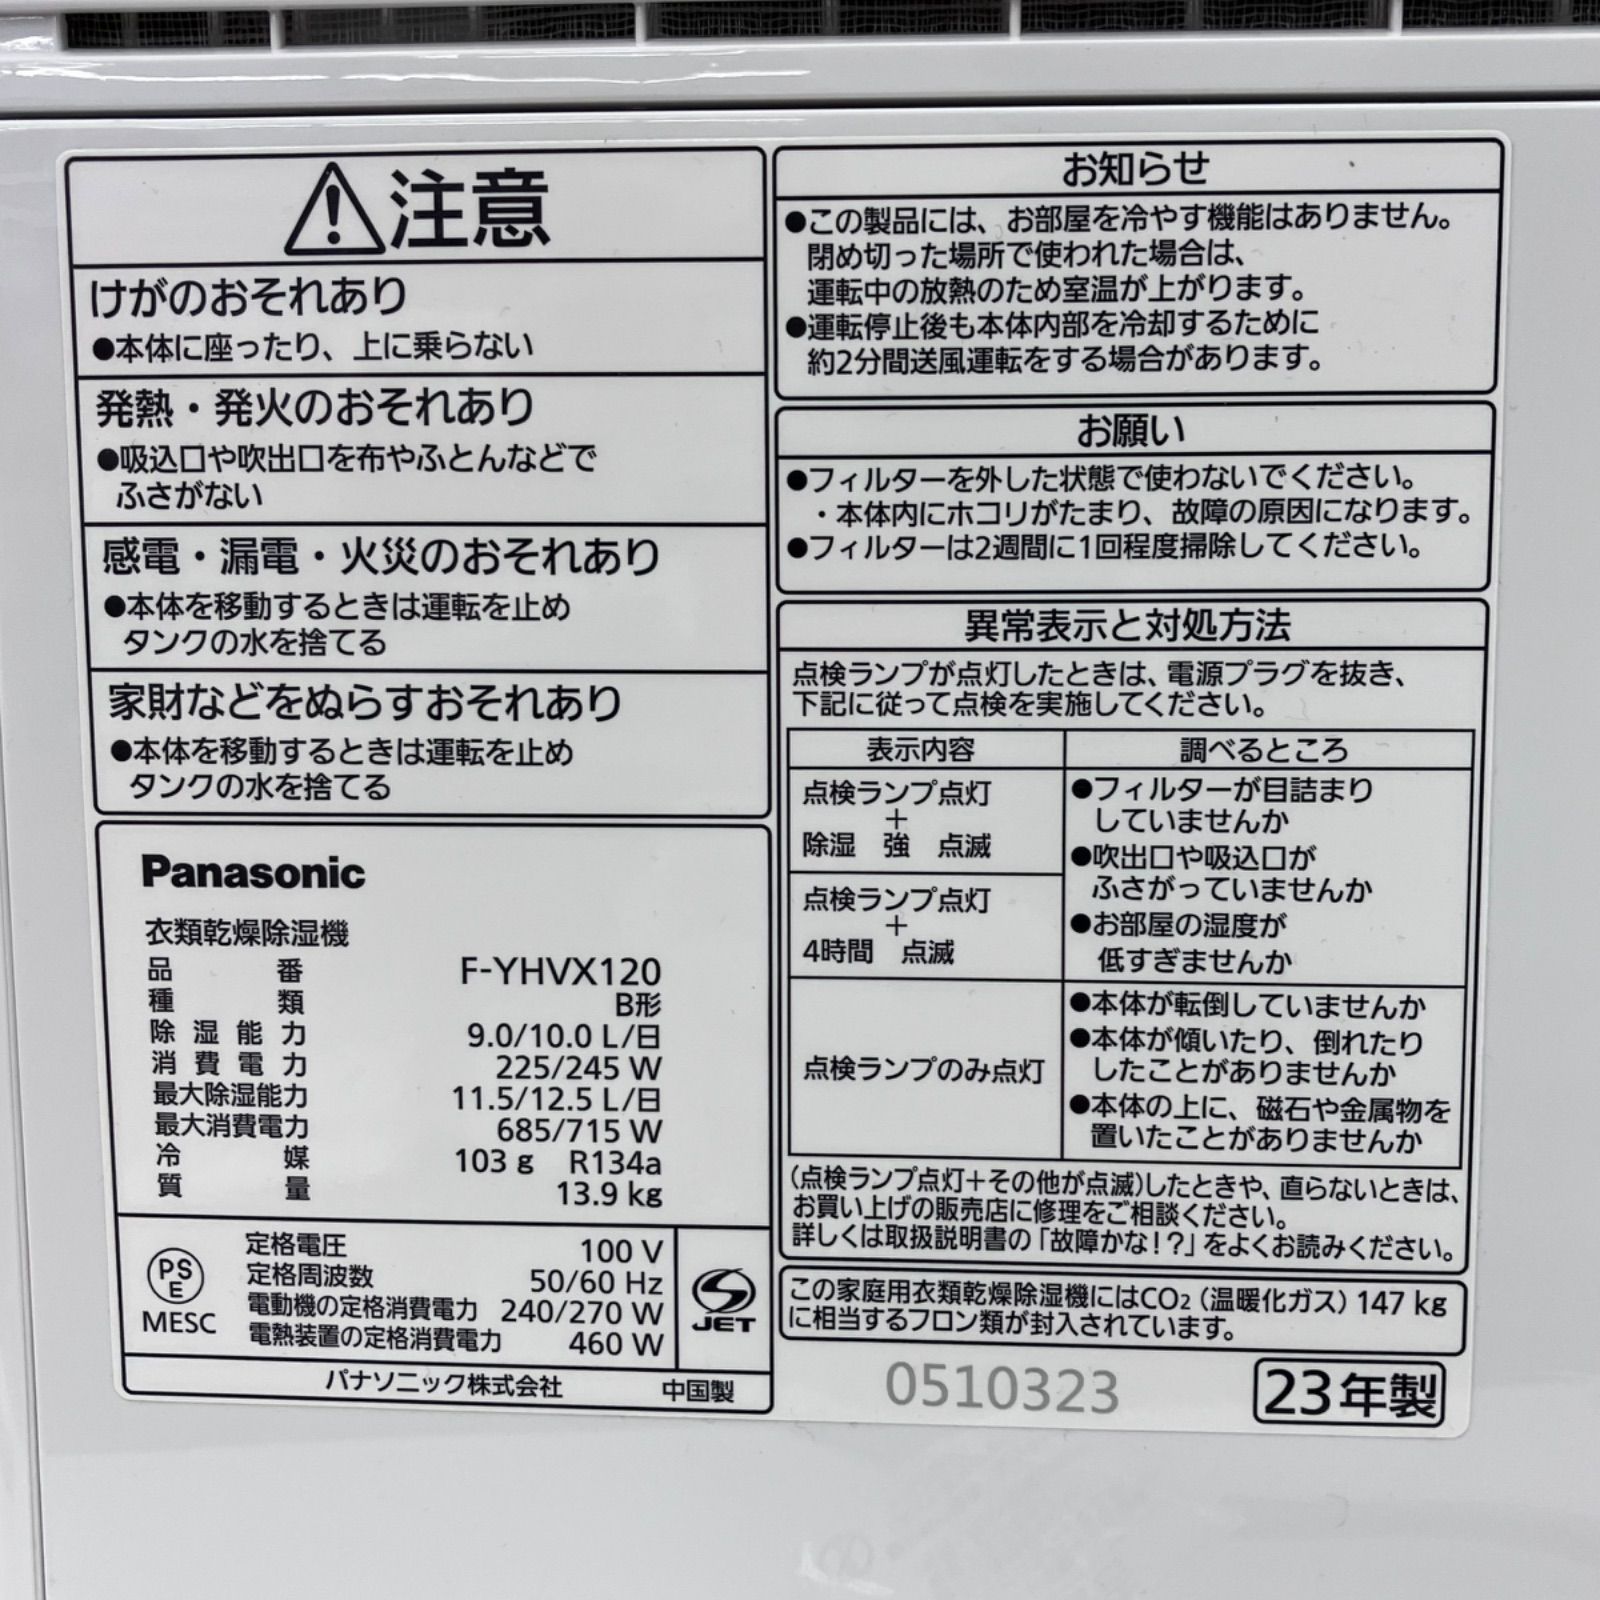 注意
けがのおそれあり
●本体に座ったり、上に乗らない
発熱・発火のおそれあり
●吸込口や吹出口を布やふとんなどで
ふさがない
感電・漏電・火災のおそれあり
●本体を移動するときは運転を止め
タンクの水を捨てる
家財などをぬらすおそれあり
●本体を移動するときは運転を止め
タンクの水を捨てる
Panasonic
衣類乾燥除湿機
品番 F-YHVX120
種類 B形
除湿能力 9.0/10.0 L/日
消費電力 225/245 W
最大除湿能力 11.5/12.5 L/日
最大消費電力 685/715 W
冷媒 103 g R134a
質量 13.9 kg
PS
E
MESC
定格電圧 100 V
定格周波数 50/60 Hz
電動機の定格消費電力 240/270 W
電熱装置の定格消費電力 460 W
JET
パナソニック株式会社 中国製
お知らせ
●この製品には、お部屋を冷やす機能はありません。
閉め切った場所で使われた場合は、
運転中の放熱のため室温が上がります。
●運転停止後も本体内部を冷却するために
約2分間送風運転をする場合があります。
お願い
●フィルターを外した状態で使わないでください。
・本体内にホコリがたまり、故障の原因になります。
●フィルターは2週間に1回程度掃除してください。
異常表示と対処方法
点検ランプが点灯したときは、電源プラグを抜き、
下記に従って点検を実施してください。
表示内容 調べるところ
点検ランプ点灯
+
除湿 強 点滅
点検ランプ点灯
+
4時間 点滅
●フィルターが目詰まり
していませんか
●吹出口や吸込口が
ふさがっていませんか
●お部屋の湿度が
低すぎませんか
点検ランプのみ点灯
●本体が転倒していませんか
●本体が傾いたり、倒れたり
したことがありませんか
●本体の上に、磁石や金属物を
置いたことがありませんか
(点検ランプ点灯+その他が点滅)したときや、直らないときは、
お買い上げの販売店に修理をご相談ください。
詳しくは取扱説明書の「故障かな!?」をよくお読みください。
この家庭用衣類乾燥除湿機にはCO₂(温暖化ガス)147 kg
に相当するフロン類が封入されています。
0510323
23年製